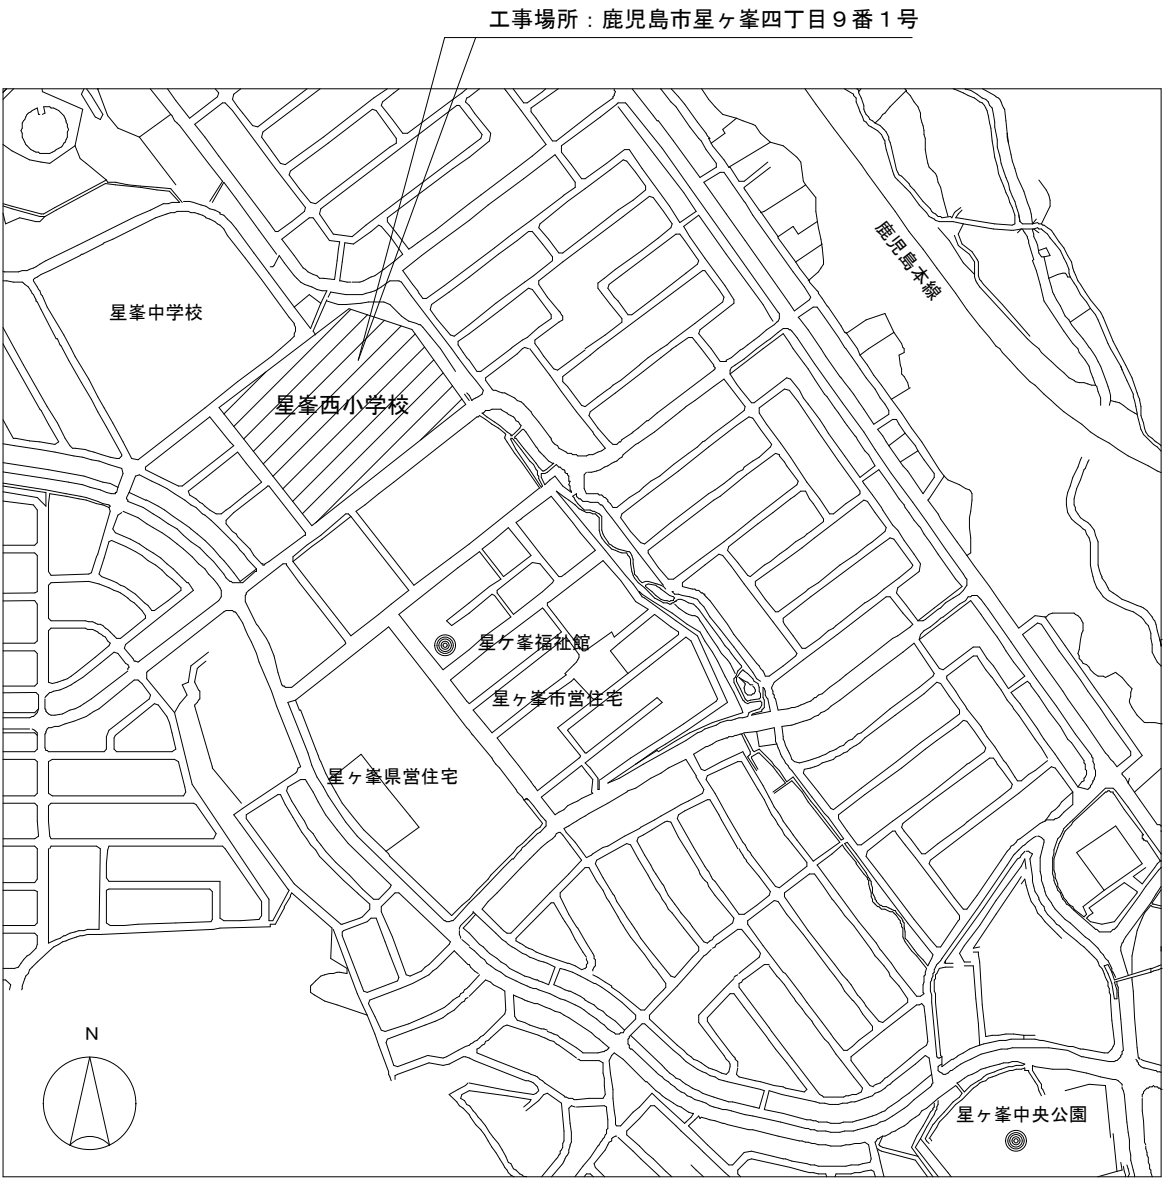 工事場所：鹿児島市星ヶ峯四丁目９番１号
鹿児島本線
星峯中学校
星峯西小学校
星ケ峯福祉館
星ヶ峯市営住宅
星ヶ峯県営住宅
N
星ヶ峯中央公園